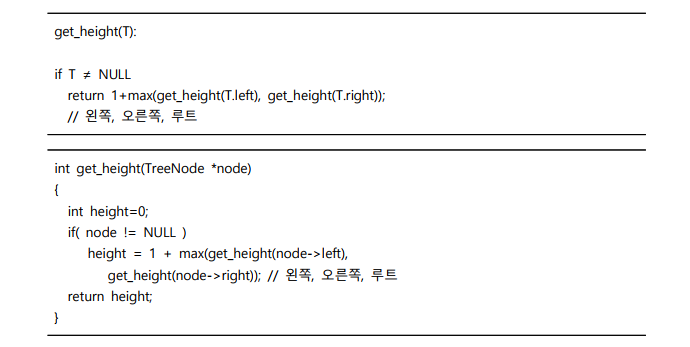 get_height(T):
if T ≠ NULL
return 1+max(get_height(T.left), get_height(T.right));
// 왼쪽, 오른쪽, 루트
int get_height(TreeNode *node)
{
int height=0;
if( node != NULL )
height = 1 + max(get_height(node->left),
get_height(node->right)); // 왼쪽, 오른쪽, 루트
return height;
}